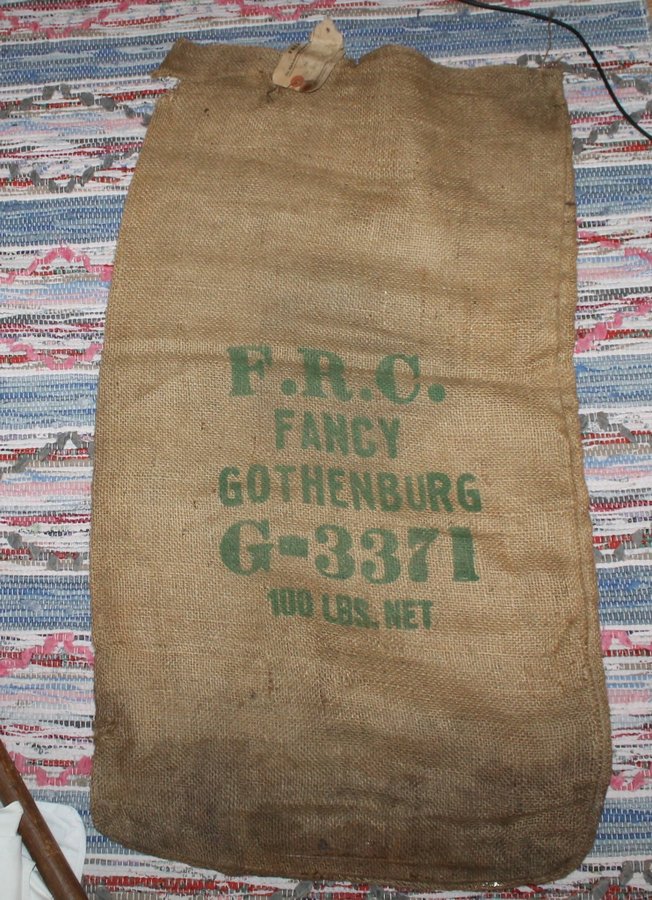 F.R.C.
FANCY
GOTHENBURG
G-3371
100 LBS. NET